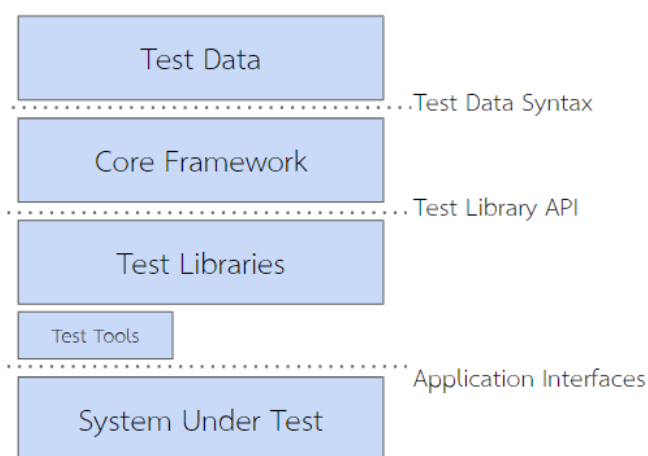 Test Data
Test Data Syntax
Core Framework
Test Library API
Test Libraries
Test Tools
Application Interfaces
System Under Test